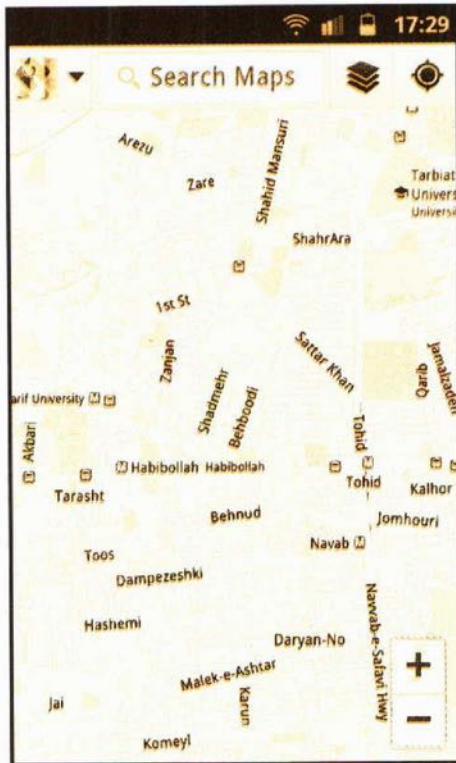 17:29
Search Maps
Arezu
Zare
Shahid Mansuri
Tarbiat
Univers
Universi
ShahrAra
1st St
Zanjan
Sattar Khan
Shadmehr
Behboodi
Qarib
Jamalzadeh
arif University M
Akbari
Tohid
M Habibollah Habibollah
M
Tarasht
Tohid
Kalhor
Behnud
Jomhouri
Navab M
Toos
Dampezeshki
Hashemi
Navvab-e-Safavi Hwy
Daryan-No
Malek-e-Ashtar
Karun
Jai
Komeyl